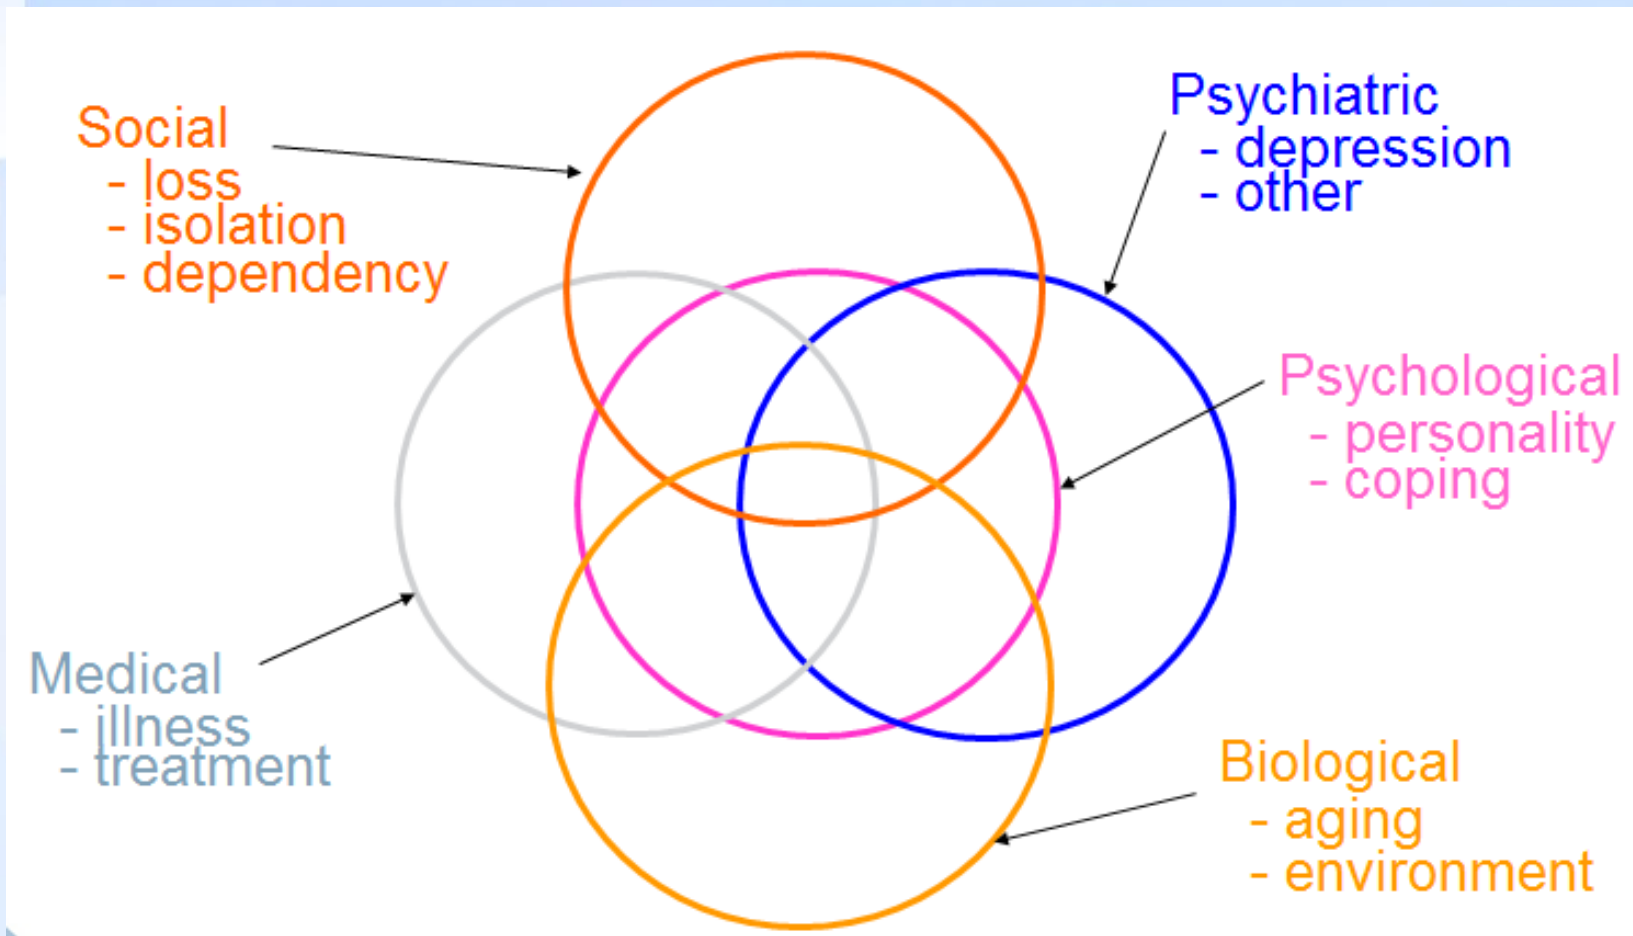 Social
- loss
- isolation
- dependency
Psychiatric
- depression
- other
Psychological
- personality
- coping
Medical
- illness
- treatment
Biological
- aging
- environment